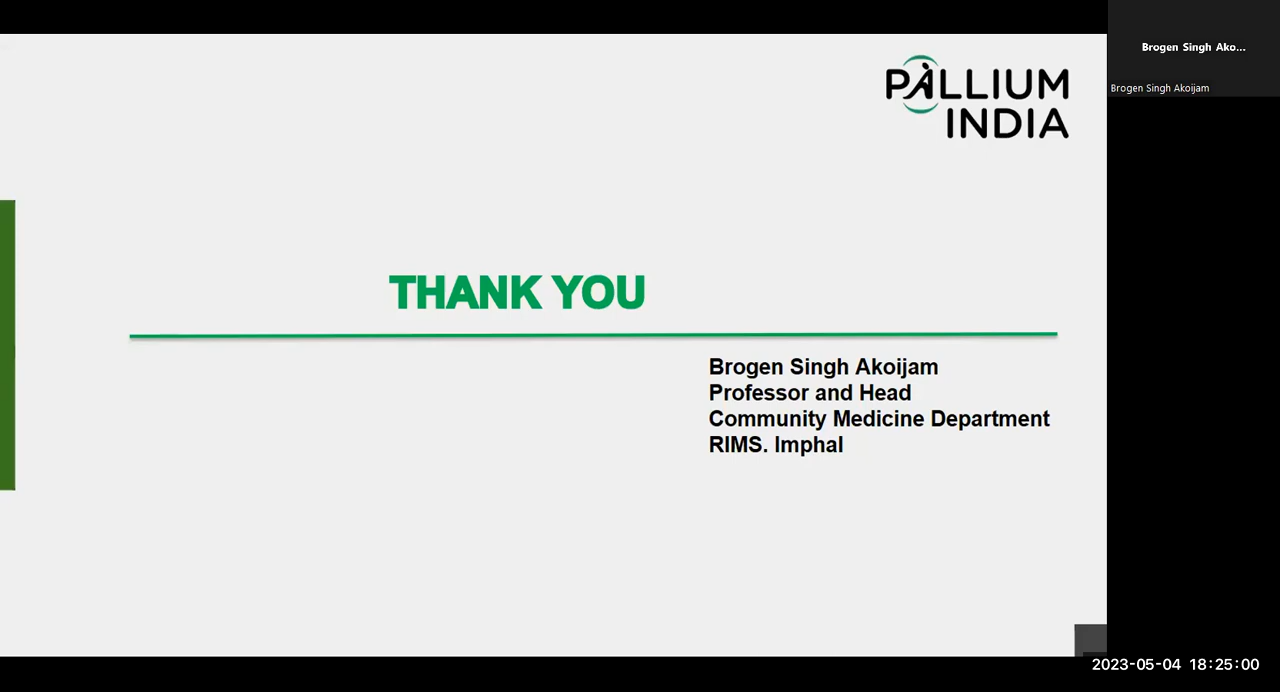 PALLIUM
INDIA
THANK YOU
Brogen Singh Akoijam
Professor and Head
Community Medicine Department
RIMS. Imphal
Brogen Singh Ako...
Brogen Singh Akoijam
2023-05-04 18:25:00